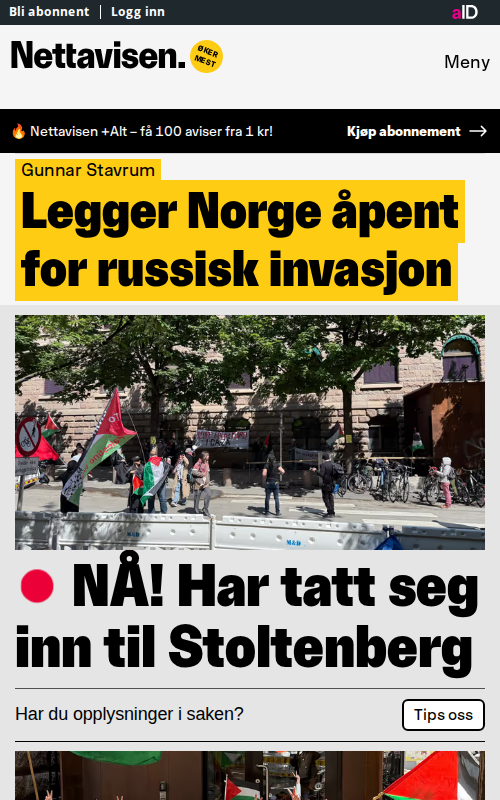 Bli abonnent | Logg inn
aID
Nettavisen.
ØKER
MEST
Meny
🔥 Nettavisen +Alt – få 100 aviser fra 1 kr!
Kjøp abonnement →
Gunnar Stavrum
Legger Norge åpent
for russisk invasjon
M&D
M&D
🔴 NÅ! Har tatt seg
inn til Stoltenberg
Har du opplysninger i saken?
Tips oss